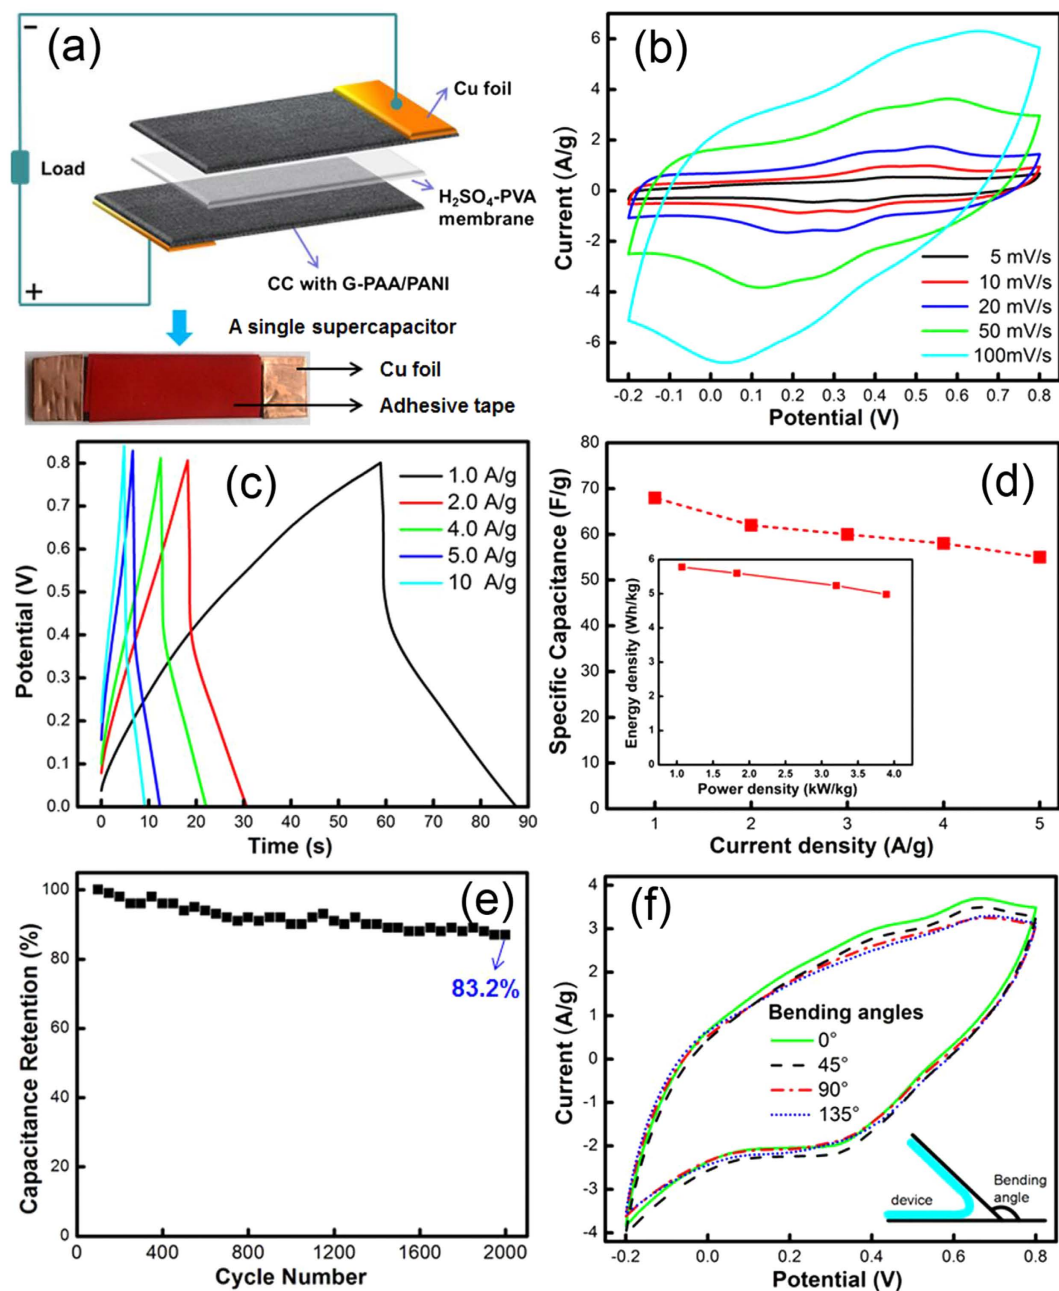 (a)
−
Cu foil
Load
H₂SO₄-PVA
membrane
+
CC with G-PAA/PANI
A single supercapacitor
Cu foil
Adhesive tape
(b)
Current (A/g)
6
4
2
0
-2
-4
-6
5 mV/s
10 mV/s
20 mV/s
50 mV/s
100mV/s
-0.2 -0.1 0.0 0.1 0.2 0.3 0.4 0.5 0.6 0.7 0.8
Potential (V)
(c)
Potential (V)
0.8
0.7
0.6
0.5
0.4
0.3
0.2
0.1
0.0
1.0 A/g
2.0 A/g
4.0 A/g
5.0 A/g
10 A/g
0 10 20 30 40 50 60 70 80 90
Time (s)
(d)
Specific Capacitance (F/g)
80
70
60
50
40
30
20
10
0
Energy density (Wh/kg)
6
5
4
3
2
1
0
1.0 1.5 2.0 2.5 3.0 3.5 4.0
Power density (kW/kg)
1 2 3 4 5
Current density (A/g)
(e)
Capacitance Retention (%)
100
80
60
40
20
0
83.2%
0 400 800 1200 1600 2000
Cycle Number
(f)
Current (A/g)
4
3
2
1
0
-1
-2
-3
-4
Bending angles
0°
45°
90°
135°
device
Bending
angle
-0.2 0.0 0.2 0.4 0.6 0.8
Potential (V)